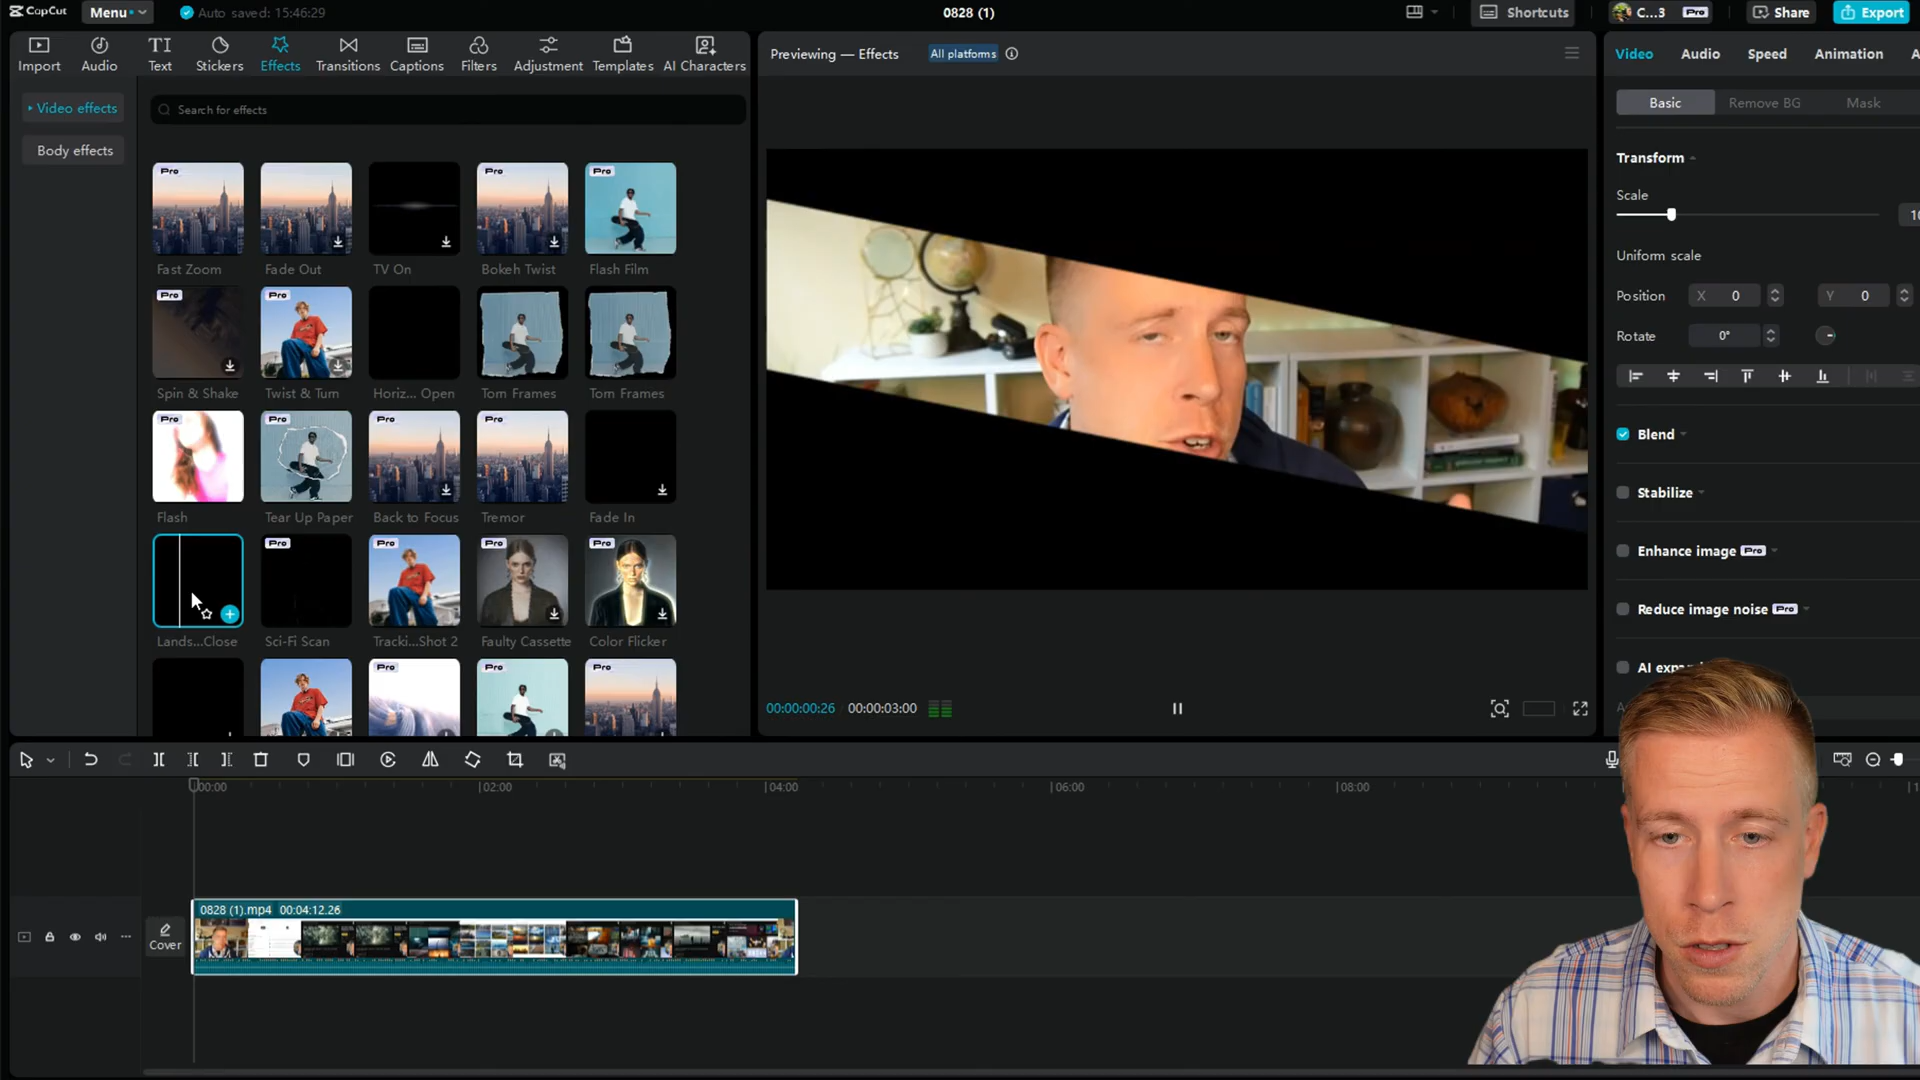 CapCut
Menu
Auto saved: 15:46:29
0828 (1)
Shortcuts
C...3
Pro
Share
Export
Import
Audio
Text
Stickers
Effects
Transitions
Captions
Filters
Adjustment
Templates
AI Characters
Previewing — Effects
All platforms
Video
Audio
Speed
Animation
Video effects
Body effects
Search for effects
Basic
Remove BG
Mask
Pro
Pro
Pro
Fast Zoom
Fade Out
TV On
Bokeh Twist
Flash Film
Pro
Pro
Spin & Shake
Twist & Turn
Horiz... Open
Torn Frames
Torn Frames
Pro
Pro
Pro
Pro
Flash
Tear Up Paper
Back to Focus
Tremor
Fade In
Pro
Pro
Pro
Pro
Lands...Close
Sci-Fi Scan
Tracki...Shot 2
Faulty Cassette
Color Flicker
Pro
Pro
Pro
Transform
Scale
Uniform scale
Position
X 0
Y 0
Rotate
0°
Blend
Stabilize
Enhance image Pro
Reduce image noise Pro
00:00:00:26
00:00:03:00
00:00
02:00
04:00
06:00
08:00
0828 (1).mp4 00:04:12.26
Cover